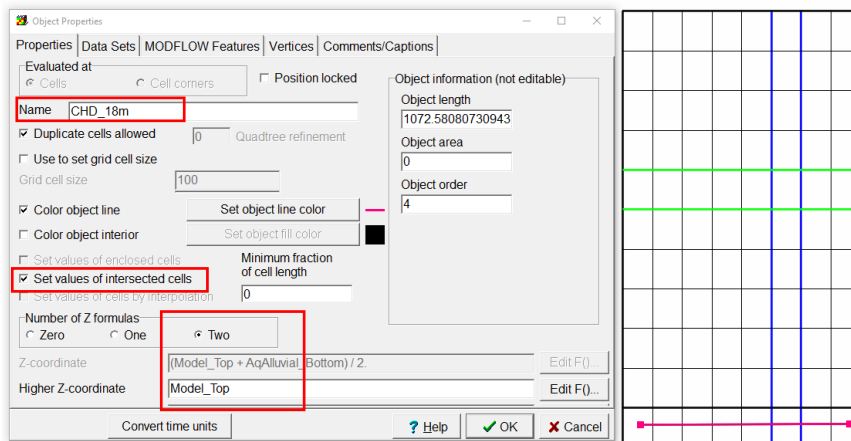 Object Properties
Properties Data Sets MODFLOW Features Vertices Comments/Captions
Evaluated at
Cells Cell corners
Position locked
Name CHD_18m
Duplicate cells allowed 0 Quadtree refinement
Use to set grid cell size
Grid cell size 100
Color object line Set object line color
Color object interior Set object fill color
Set values of enclosed cells
Set values of intersected cells
Set values of cells by interpolation
Minimum fraction
of cell length
0
Number of Z formulas
Zero One Two
Z-coordinate (Model_Top + AqAlluvial_Bottom) / 2. Edit F()...
Higher Z-coordinate Model_Top Edit F()...
Object information (not editable)
Object length
1072.58080730943
Object area
0
Object order
4
Convert time units ? Help OK Cancel